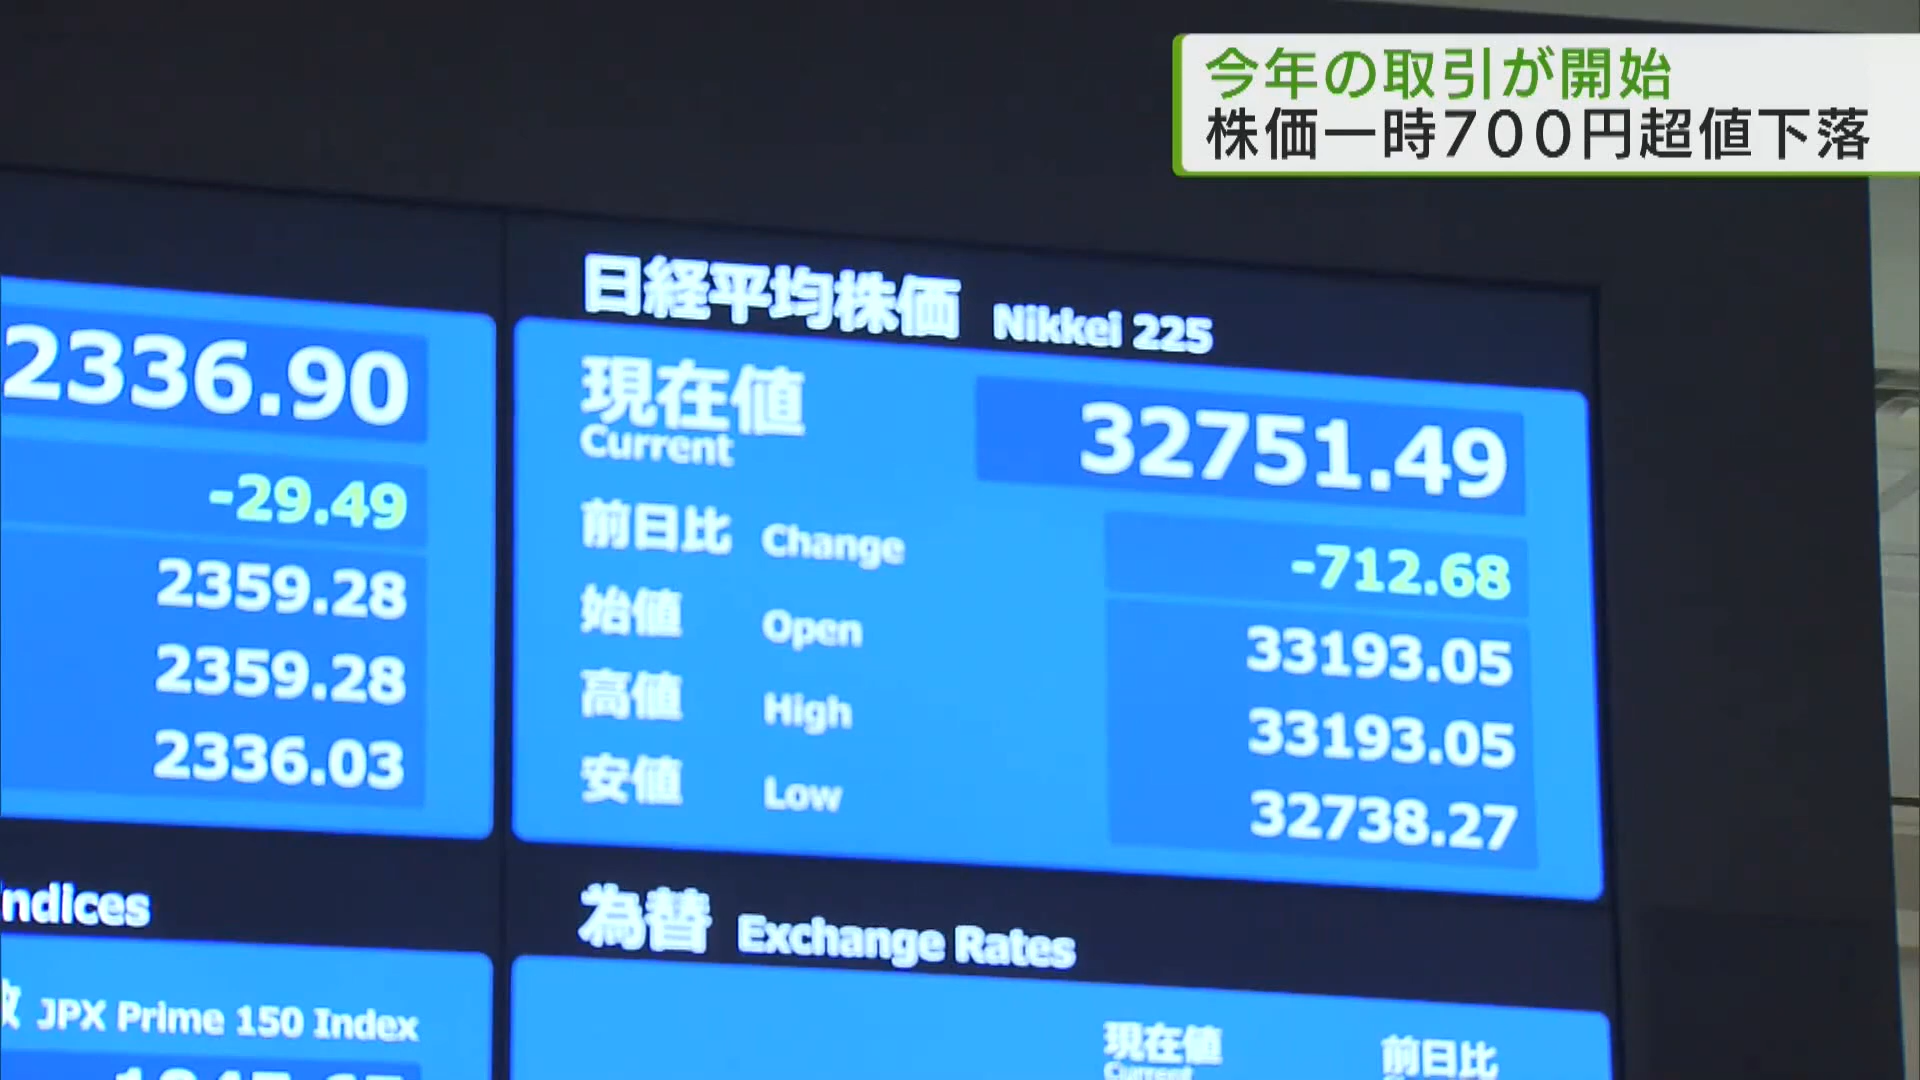 今年の取引が開始
株価一時700円超値下落
2336.90
-29.49
2359.28
2359.28
2336.03
ndices
JPX Prime 150 Index
日経平均株価 Nikkei 225
現在値 32751.49
Current
前日比 Change -712.68
始値 Open 33193.05
高値 High 33193.05
安値 Low 32738.27
為替 Exchange Rates
現在値 前日比
Current